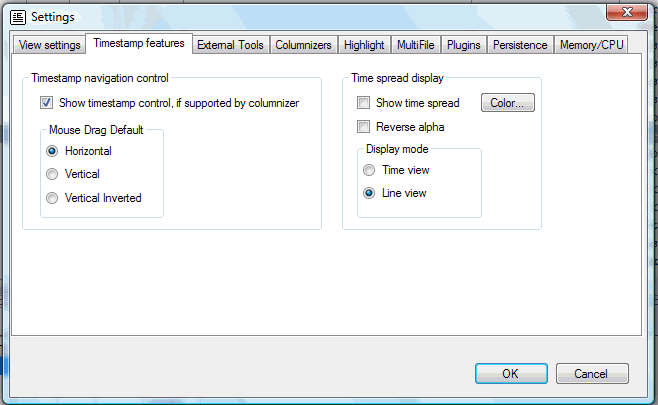 Settings
View settings Timestamp features External Tools Columnizers Highlight MultiFile Plugins Persistence Memory/CPU
Timestamp navigation control
Show timestamp control, if supported by columnizer
Mouse Drag Default
Horizontal
Vertical
Vertical Inverted
Time spread display
Show time spread Color...
Reverse alpha
Display mode
Time view
Line view
OK Cancel